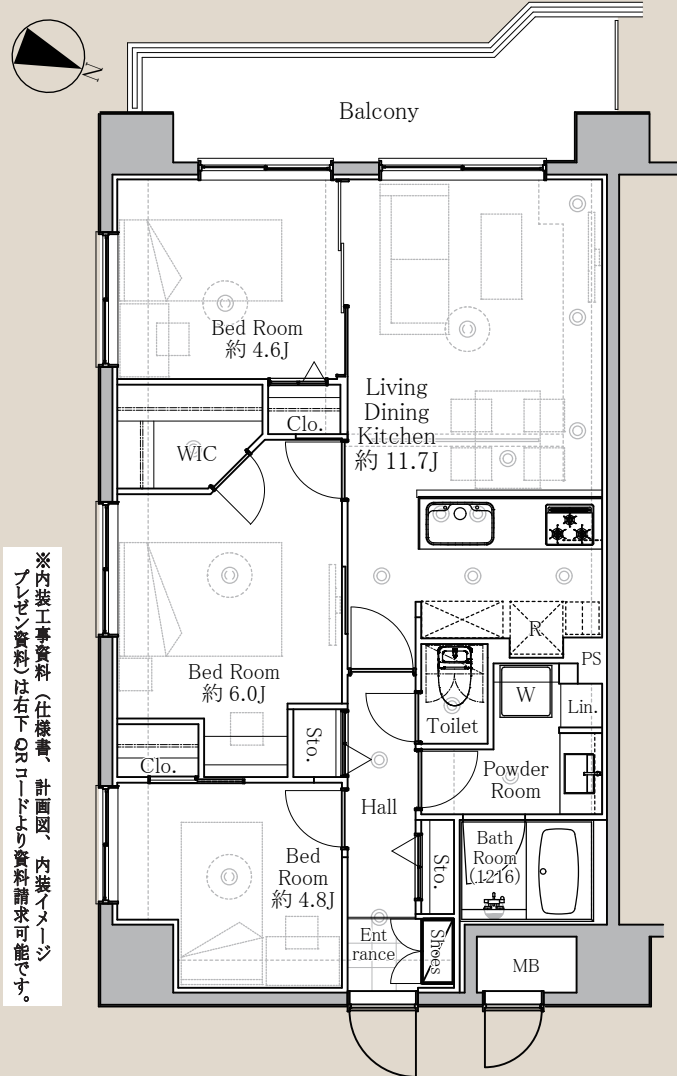 N
Balcony
Bed Room
約 4.6J
Clo.
WIC
Living
Dining
Kitchen
約 11.7J
R
PS
Bed Room
約 6.0J
Toilet
W
Lin.
Sto.
Clo.
Powder
Room
Hall
Bed
Room
約 4.8J
Sto.
Bath
Room
(1216)
Ent
rance
Shoes
MB
※内装工事資料(仕様書、計画図、内装イメージ
プレゼン資料)は右下QRコードより資料請求可能です。